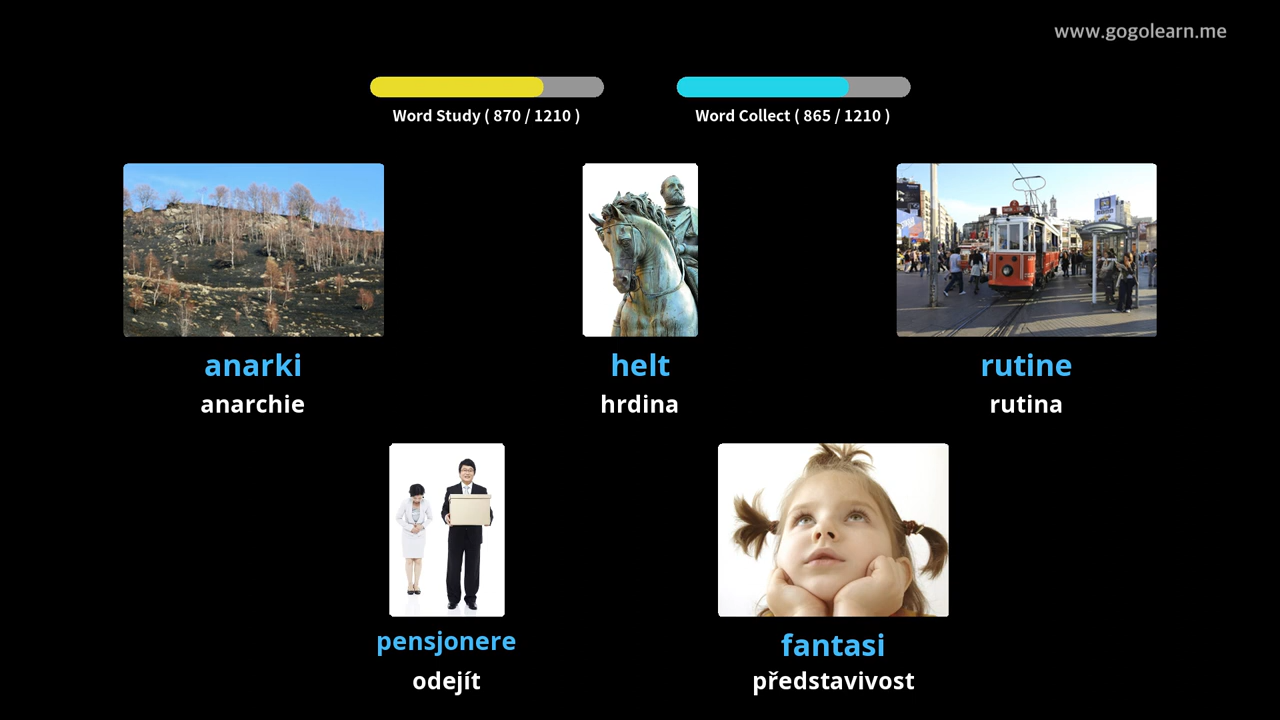 www.gogolearn.me
Word Study ( 870 / 1210 )
Word Collect ( 865 / 1210 )
anarki
anarchie
helt
hrdina
rutine
rutina
pensjonere
odejít
fantasi
představivost